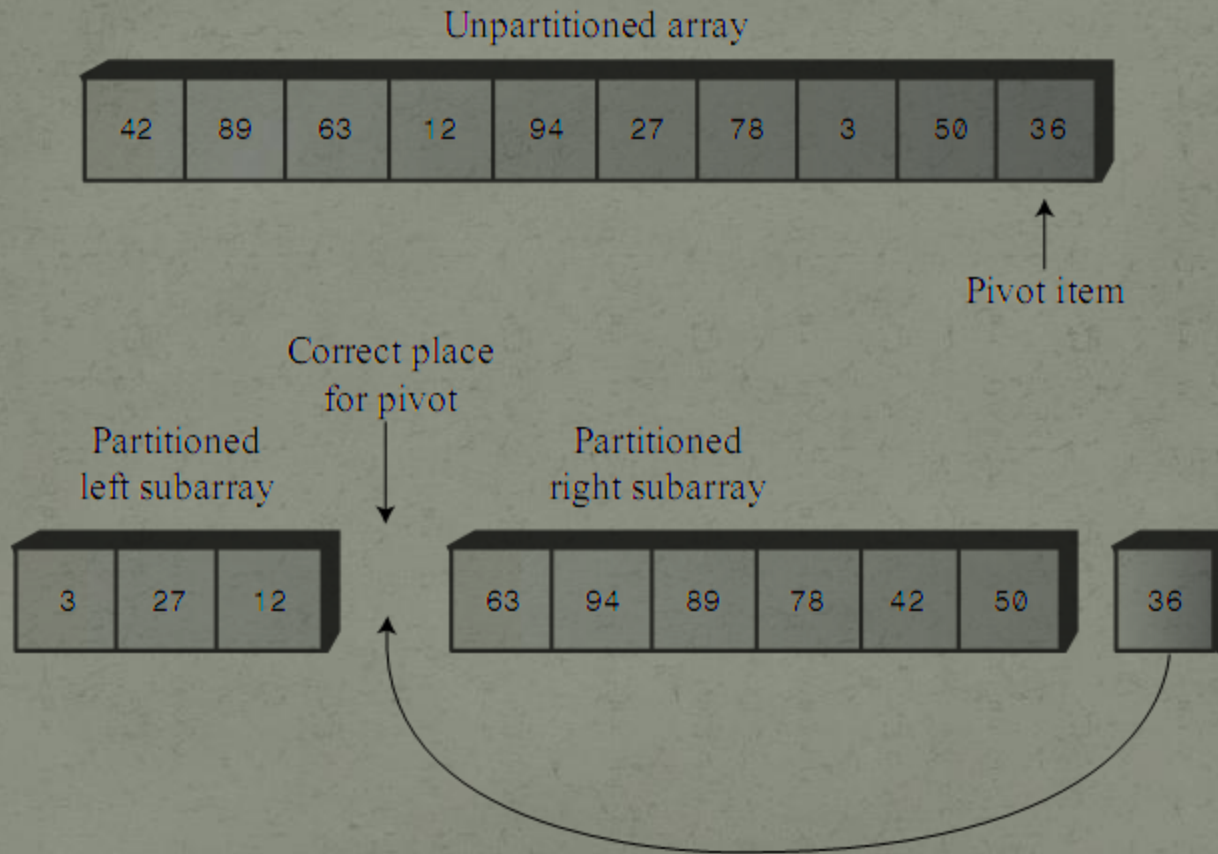 Unpartitioned array
42 89 63 12 94 27 78 3 50 36
Pivot item
Correct place
for pivot
Partitioned
left subarray
Partitioned
right subarray
3 27 12 63 94 89 78 42 50 36